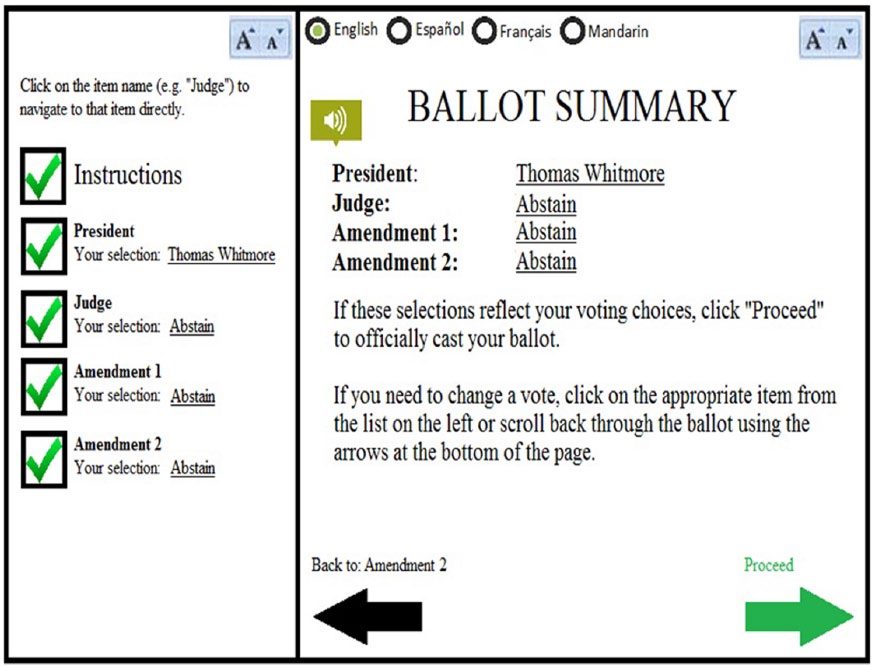 A A
Click on the item name (e.g. "Judge") to
navigate to that item directly.
Instructions
President
Your selection: Thomas Whitmore
Judge
Your selection: Abstain
Amendment 1
Your selection: Abstain
Amendment 2
Your selection: Abstain
English Español Français Mandarin
A A
BALLOT SUMMARY
President: Thomas Whitmore
Judge: Abstain
Amendment 1: Abstain
Amendment 2: Abstain
If these selections reflect your voting choices, click "Proceed"
to officially cast your ballot.
If you need to change a vote, click on the appropriate item from
the list on the left or scroll back through the ballot using the
arrows at the bottom of the page.
Back to: Amendment 2
Proceed